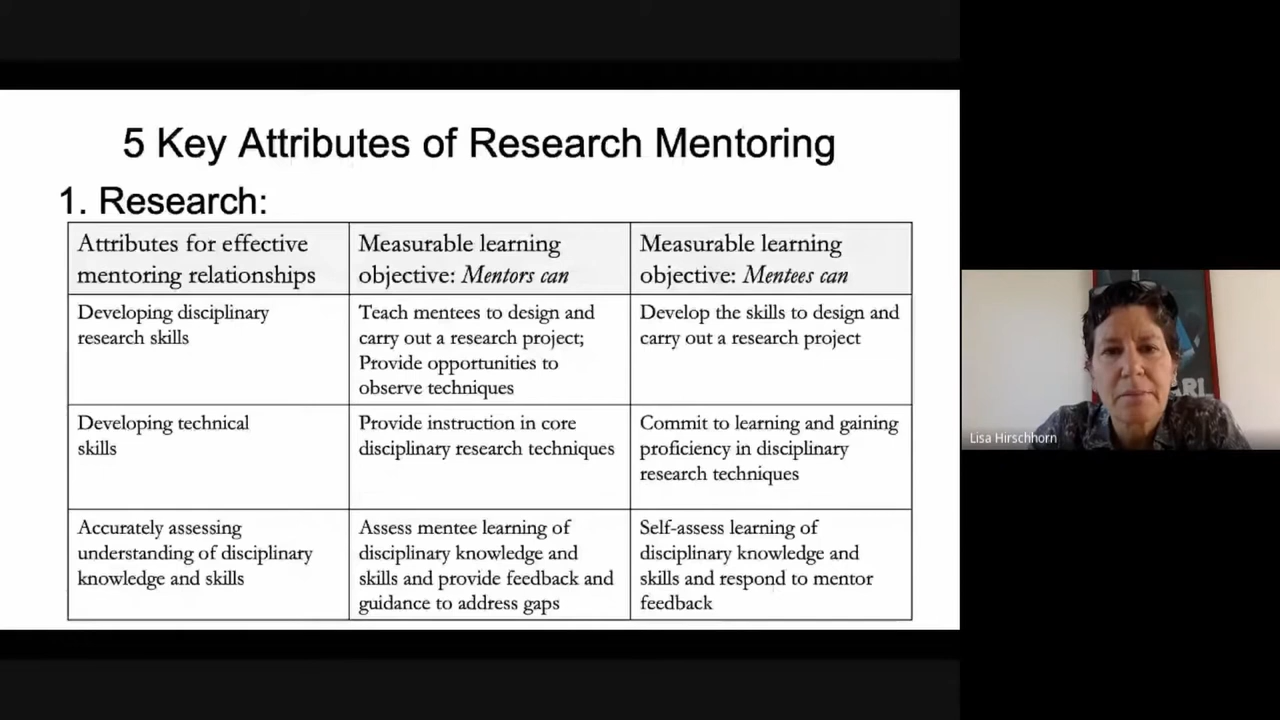 5 Key Attributes of Research Mentoring
1. Research:
Attributes for effective
mentoring relationships
Measurable learning
objective: Mentors can
Measurable learning
objective: Mentees can
Developing disciplinary
research skills
Teach mentees to design and
carry out a research project;
Provide opportunities to
observe techniques
Develop the skills to design and
carry out a research project
Developing technical
skills
Provide instruction in core
disciplinary research techniques
Commit to learning and gaining
proficiency in disciplinary
research techniques
Accurately assessing
understanding of disciplinary
knowledge and skills
Assess mentee learning of
disciplinary knowledge and
skills and provide feedback and
guidance to address gaps
Self-assess learning of
disciplinary knowledge and
skills and respond to mentor
feedback
Lisa Hirschhorn